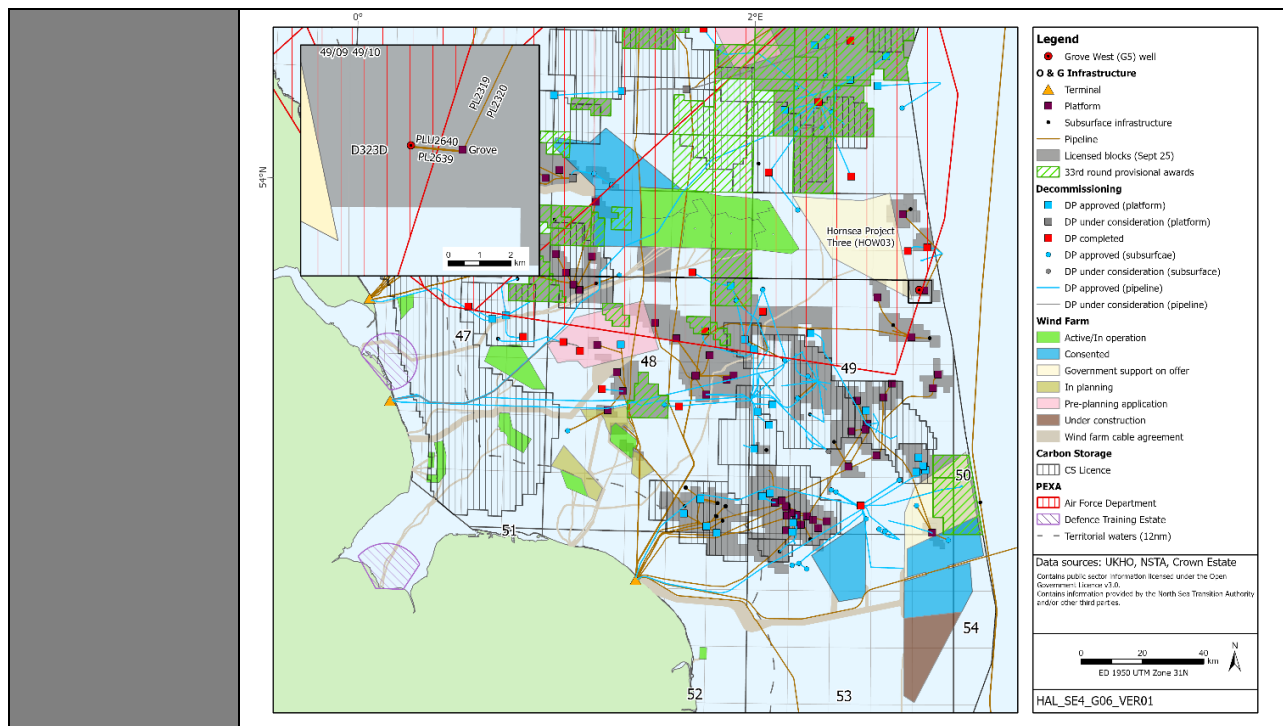 0°
2°E
54°N
49/09 49/10
PL2319
PL2320
D323D
PLU2640
PL2639
Grove
0 1 2
km
Hornsea Project
Three (HOW03)
47
48
49
50
51
52
53
54
Legend
Grove West (G5) well
O & G Infrastructure
Terminal
Platform
Subsurface infrastructure
Pipeline
Licensed blocks (Sept 25)
33rd round provisional awards
Decommissioning
DP approved (platform)
DP under consideration (platform)
DP completed
DP approved (subsurfcae)
DP under consideration (subsurface)
DP approved (pipeline)
DP under consideration (pipeline)
Wind Farm
Active/In operation
Consented
Government support on offer
In planning
Pre-planning application
Under construction
Wind farm cable agreement
Carbon Storage
CS Licence
PEXA
Air Force Department
Defence Training Estate
Territorial waters (12nm)
Data sources: UKHO, NSTA, Crown Estate
Contains public sector information licensed under the Open
Government Licence v3.0.
Contains information provided by the North Sea Transition Authority
and/or other third parties.
0 20 40
km
N
ED 1950 UTM Zone 31N
HAL_SE4_G06_VER01